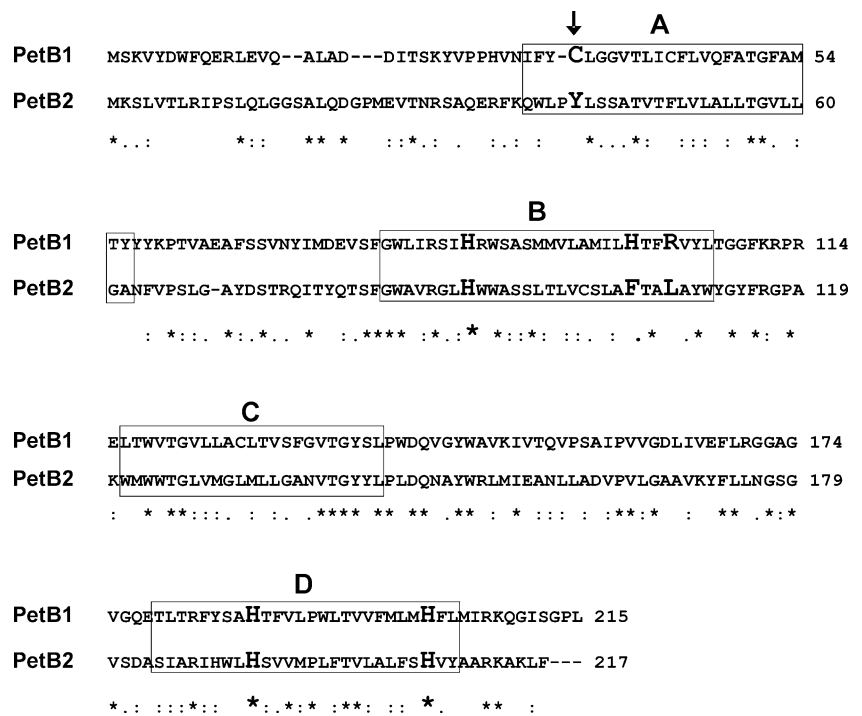 ↓ A
PetB1 MSKVYDWFQERLEVQ--ALAD---DITSKYVPPHVNIFY-CLGGVTLICFLVQFATGFAM 54
PetB2 MKSLVTLRIPSLQLGGSALQDGPMEVTNRSAQERFKQWLPYLSSATVTFLVLALLTGVLL 60
*..: *:: ** * ::*.: . :: .: : *...*: ::: : **. :
B
PetB1 TYYYKPTVAEAFSSVNYIMDEVSFGWLIRSIHRWSASMMVLAMILHTFRVYLTGGFKRPR 114
PetB2 GANFVPSLG-AYDSTRQITYQTSFGWAVRGLHWWASSLTLVCSLAFTALAYWYGYFRGPA 119
: *::. *:.*.. * :.**** :*.:* *::*: ::. : .* .* * *: *
C
PetB1 ELTWVTGVLLACLTVSFGVTGYSLPWDQVGYWAVKIVTQVPSAIPVVGDLIVEFLRGGAG 174
PetB2 KWMWWTGLVMGLMLLGANVTGYYLPLDQNAYWRLMIEANLLADVPVLGAAVKYFLLNGSG 179
: * **:::. : :. .**** ** ** .** : * ::: : :**:* : ** .*:*
D
PetB1 VGQETLTRFYSAHTFVLPWLTVVFMLMHFLMIRKQGISGPL 215
PetB2 VSDASIARIHWLHSVVMPLFTVLALFSHVYAARKAKLF--- 217
*.: :::*:: *:.*:* :**: :: *. ** :